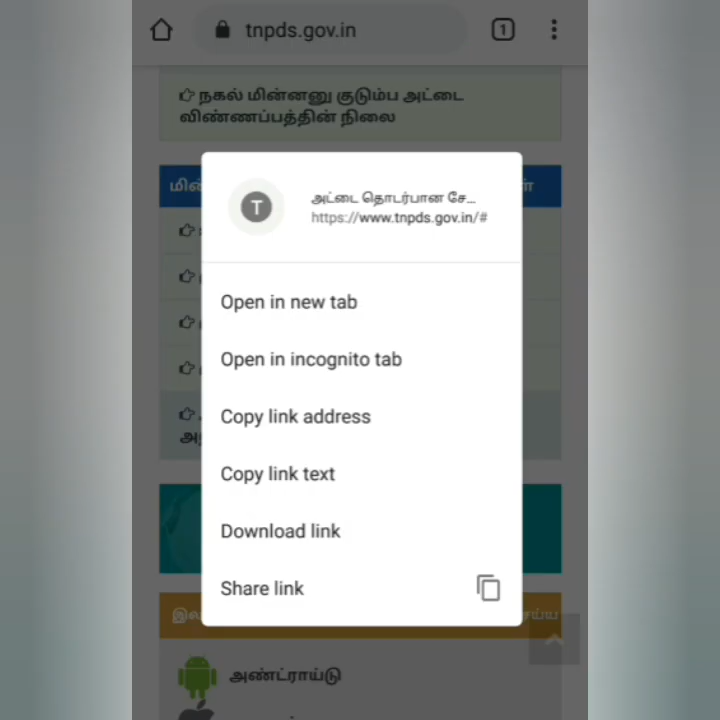 tnpds.gov.in
1
நகல் மின்னனு குடும்ப அட்டை
விண்ணப்பத்தின் நிலை
T
அட்டை தொடர்பான சே...
https://www.tnpds.gov.in/#
Open in new tab
Open in incognito tab
Copy link address
Copy link text
Download link
Share link
அண்ட்ராய்டு